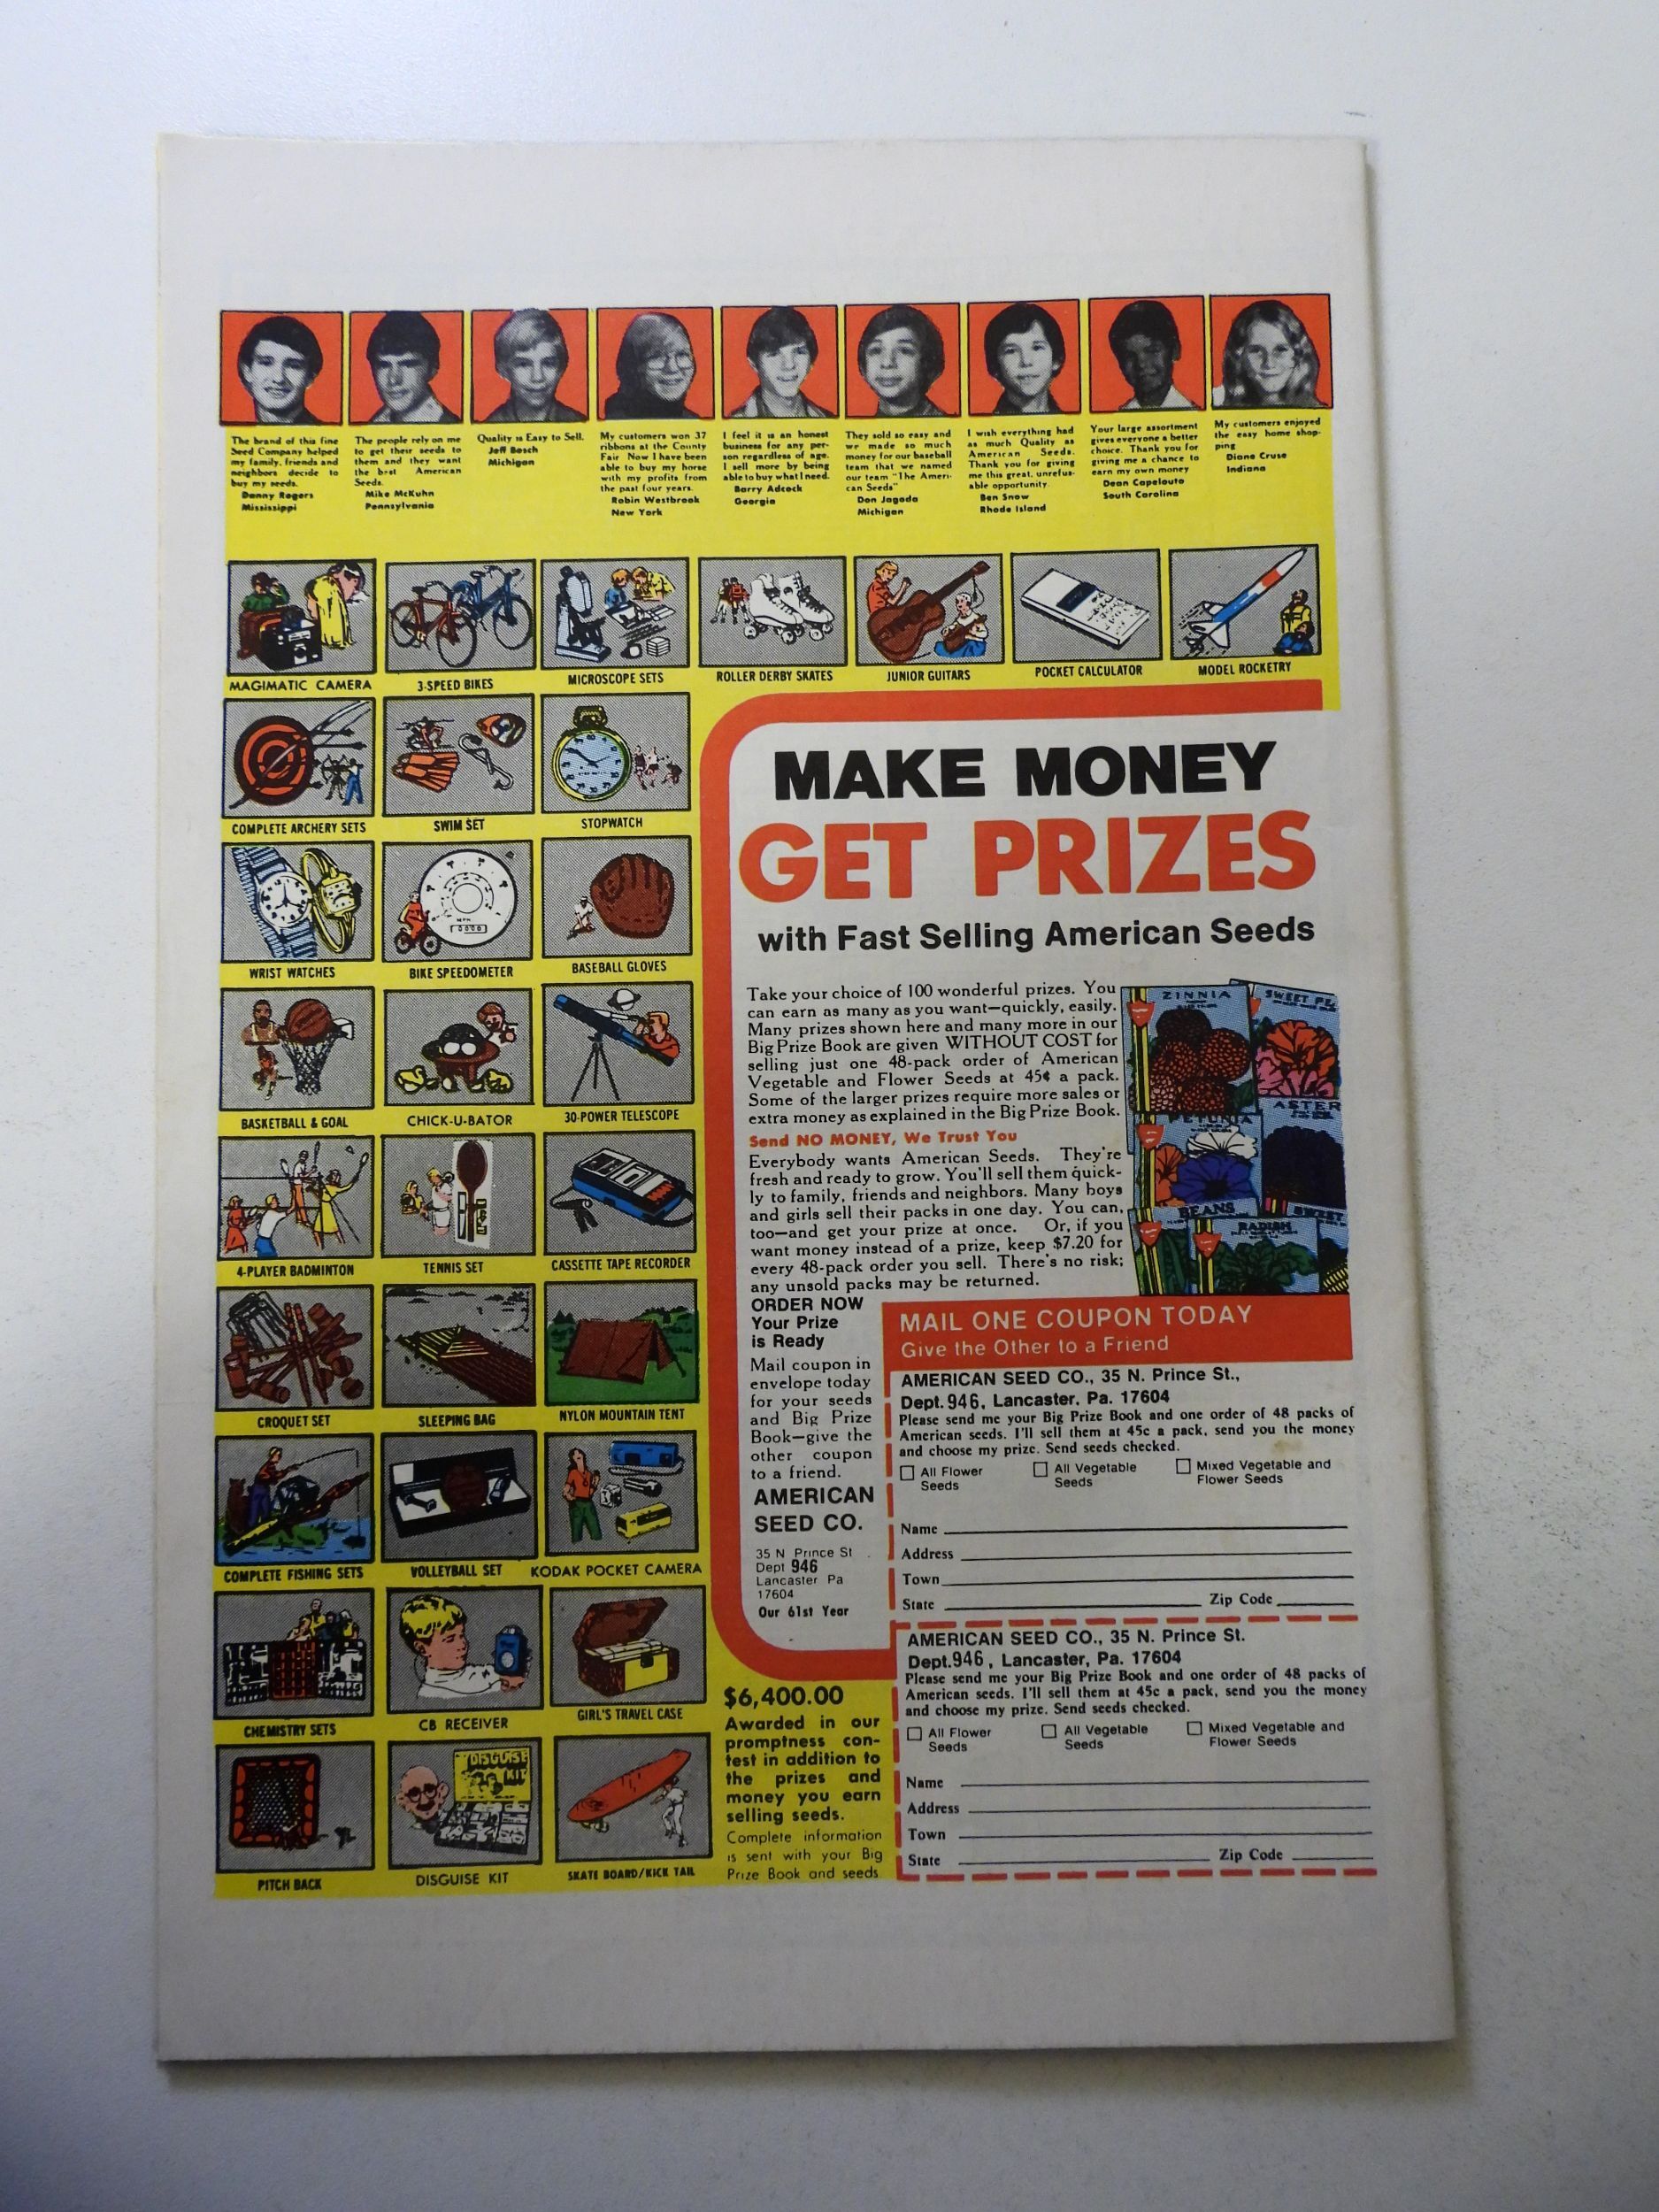 The brand of this fine
Seed Company helped
my family, friends and
neighbors decide to
buy my seeds.
Danny Rogers
Mississippi
The people rely on me
to get their seeds to
them and they want
the best American
Seeds.
Mike McKuhn
Pennsylvania
Quality is Easy to Sell.
Jeff Besch
Michigan
My customers won 37
ribbons at the County
Fair Now I have been
able to buy my horse
with my profits from
the past four years.
Robin Westbrook
New York
I feel it is an honest
business for any per-
son regardless of age.
I sell more by being
able to buy what I need.
Barry Adcock
Georgia
They sold so easy and
we made so much
money for our baseball
team that we named
our team "The Ameri-
can Seeds"
Don Jagoda
Michigan
I wish everything had
as much Quality as
American Seeds.
Thank you for giving
me this great, unrefus-
able opportunity.
Ben Snow
Rhode Island
Your large assortment
gives everyone a better
choice. Thank you for
giving me a chance to
earn my own money
Dean Capelouto
South Carolina
My customers enjoyed
the easy home shop-
ping
Diane Cruse
Indiana
MAGIMATIC CAMERA
3-SPEED BIKES
MICROSCOPE SETS
ROLLER DERBY SKATES
JUNIOR GUITARS
POCKET CALCULATOR
MODEL ROCKETRY
COMPLETE ARCHERY SETS
SWIM SET
STOPWATCH
WRIST WATCHES
BIKE SPEEDOMETER
BASEBALL GLOVES
BASKETBALL & GOAL
CHICK-U-BATOR
30-POWER TELESCOPE
4-PLAYER BADMINTON
TENNIS SET
CASSETTE TAPE RECORDER
CROQUET SET
SLEEPING BAG
NYLON MOUNTAIN TENT
COMPLETE FISHING SETS
VOLLEYBALL SET
KODAK POCKET CAMERA
CHEMISTRY SETS
CB RECEIVER
GIRL'S TRAVEL CASE
DISGUISE
KIT
PITCH BACK
DISGUISE KIT
SKATE BOARD/KICK TAIL
MAKE MONEY
GET PRIZES
with Fast Selling American Seeds
Take your choice of 100 wonderful prizes. You
can earn as many as you want—quickly, easily.
Many prizes shown here and many more in our
Big Prize Book are given WITHOUT COST for
selling just one 48-pack order of American
Vegetable and Flower Seeds at 45¢ a pack.
Some of the larger prizes require more sales or
extra money as explained in the Big Prize Book.
Send NO MONEY, We Trust You
Everybody wants American Seeds. They're
fresh and ready to grow. You'll sell them quick-
ly to family, friends and neighbors. Many boys
and girls sell their packs in one day. You can,
too—and get your prize at once. Or, if you
want money instead of a prize, keep $7.20 for
every 48-pack order you sell. There's no risk;
any unsold packs may be returned.
ZINNIA
SWEET PE
PETUNIA
ASTER
BEANS
RADISH
SWEET
ORDER NOW
Your Prize
is Ready
Mail coupon in
envelope today
for your seeds
and Big Prize
Book—give the
other coupon
to a friend.
AMERICAN
SEED CO.
35 N Prince St
Dept 946
Lancaster Pa
17604
Our 61st Year
MAIL ONE COUPON TODAY
Give the Other to a Friend
AMERICAN SEED CO., 35 N. Prince St.,
Dept. 946, Lancaster, Pa. 17604
Please send me your Big Prize Book and one order of 48 packs of
American seeds. I'll sell them at 45c a pack, send you the money
and choose my prize. Send seeds checked.
All Flower
Seeds
All Vegetable
Seeds
Mixed Vegetable and
Flower Seeds
Name
Address
Town
State Zip Code
AMERICAN SEED CO., 35 N. Prince St.
Dept.946, Lancaster, Pa. 17604
Please send me your Big Prize Book and one order of 48 packs of
American seeds. I'll sell them at 45c a pack, send you the money
and choose my prize. Send seeds checked.
All Flower
Seeds
All Vegetable
Seeds
Mixed Vegetable and
Flower Seeds
Name
Address
Town
State Zip Code
$6,400.00
Awarded in our
promptness con-
test in addition to
the prizes and
money you earn
selling seeds.
Complete information
is sent with your Big
Prize Book and seeds